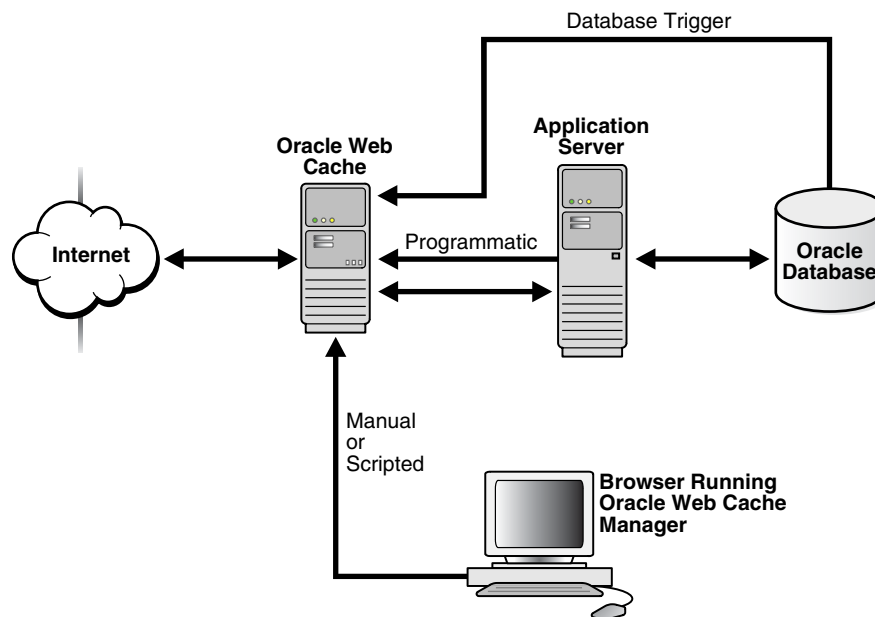 Database Trigger
Application
Server
Oracle Web
Cache
Internet
Programmatic
Oracle
Database
Manual
or
Scripted
Browser Running
Oracle Web Cache
Manager